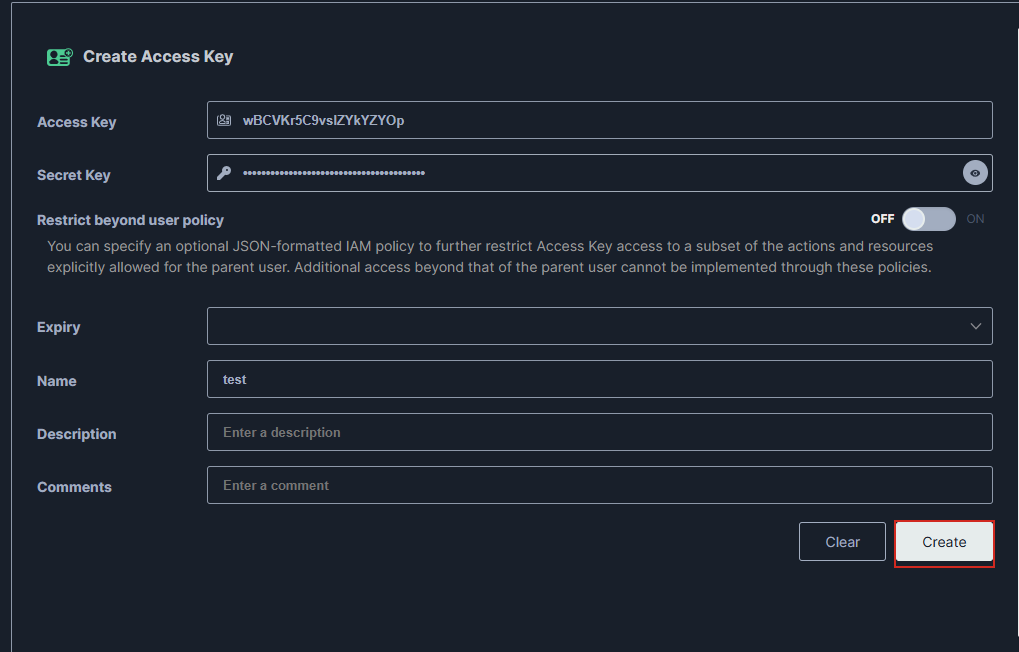 Create Access Key
Access Key
wBCVKr5C9vslZYkYZYOp
Secret Key
••••••••••••••••••••••••••••••••••••••••
Restrict beyond user policy
OFF ON
You can specify an optional JSON-formatted IAM policy to further restrict Access Key access to a subset of the actions and resources
explicitly allowed for the parent user. Additional access beyond that of the parent user cannot be implemented through these policies.
Expiry
Name
test
Description
Enter a description
Comments
Enter a comment
Clear
Create